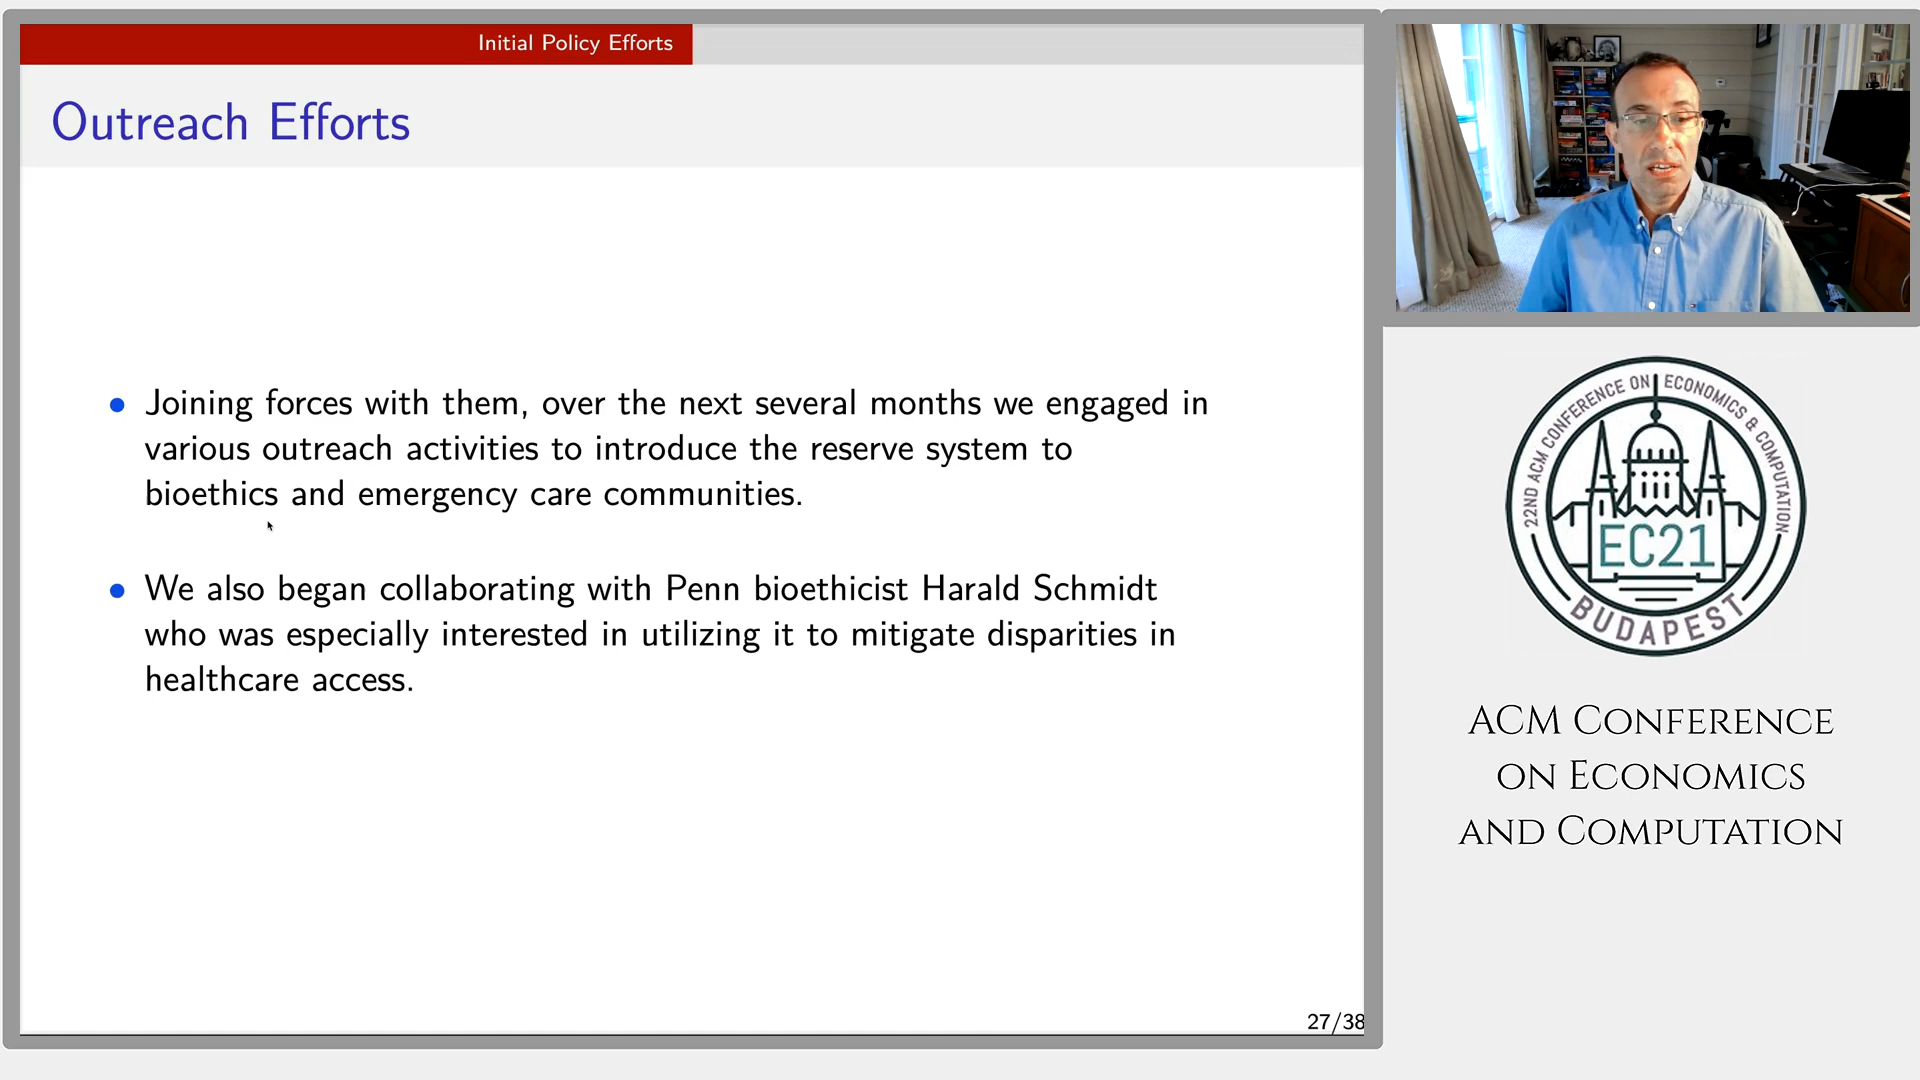 Initial Policy Efforts
Outreach Efforts
• Joining forces with them, over the next several months we engaged in
various outreach activities to introduce the reserve system to
bioethics and emergency care communities.
• We also began collaborating with Penn bioethicist Harald Schmidt
who was especially interested in utilizing it to mitigate disparities in
healthcare access.
27/38
22ND ACM CONFERENCE ON ECONOMICS & COMPUTATION
EC21
BUDAPEST
ACM CONFERENCE
ON ECONOMICS
AND COMPUTATION